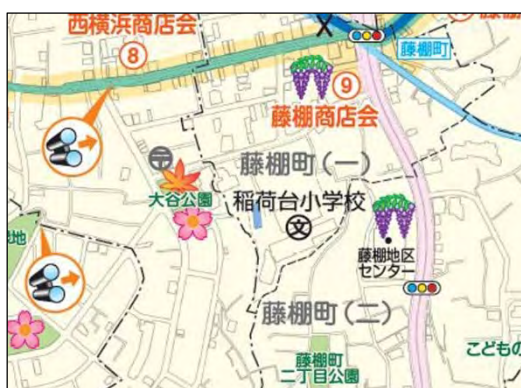 西横浜商店会
⑧
藤棚町
⑨
藤棚商店会
藤棚町(一)
大谷公園
稲荷台小学校
文
藤棚地区
センター
藤棚町(二)
藤棚町
二丁目公園
こどもの